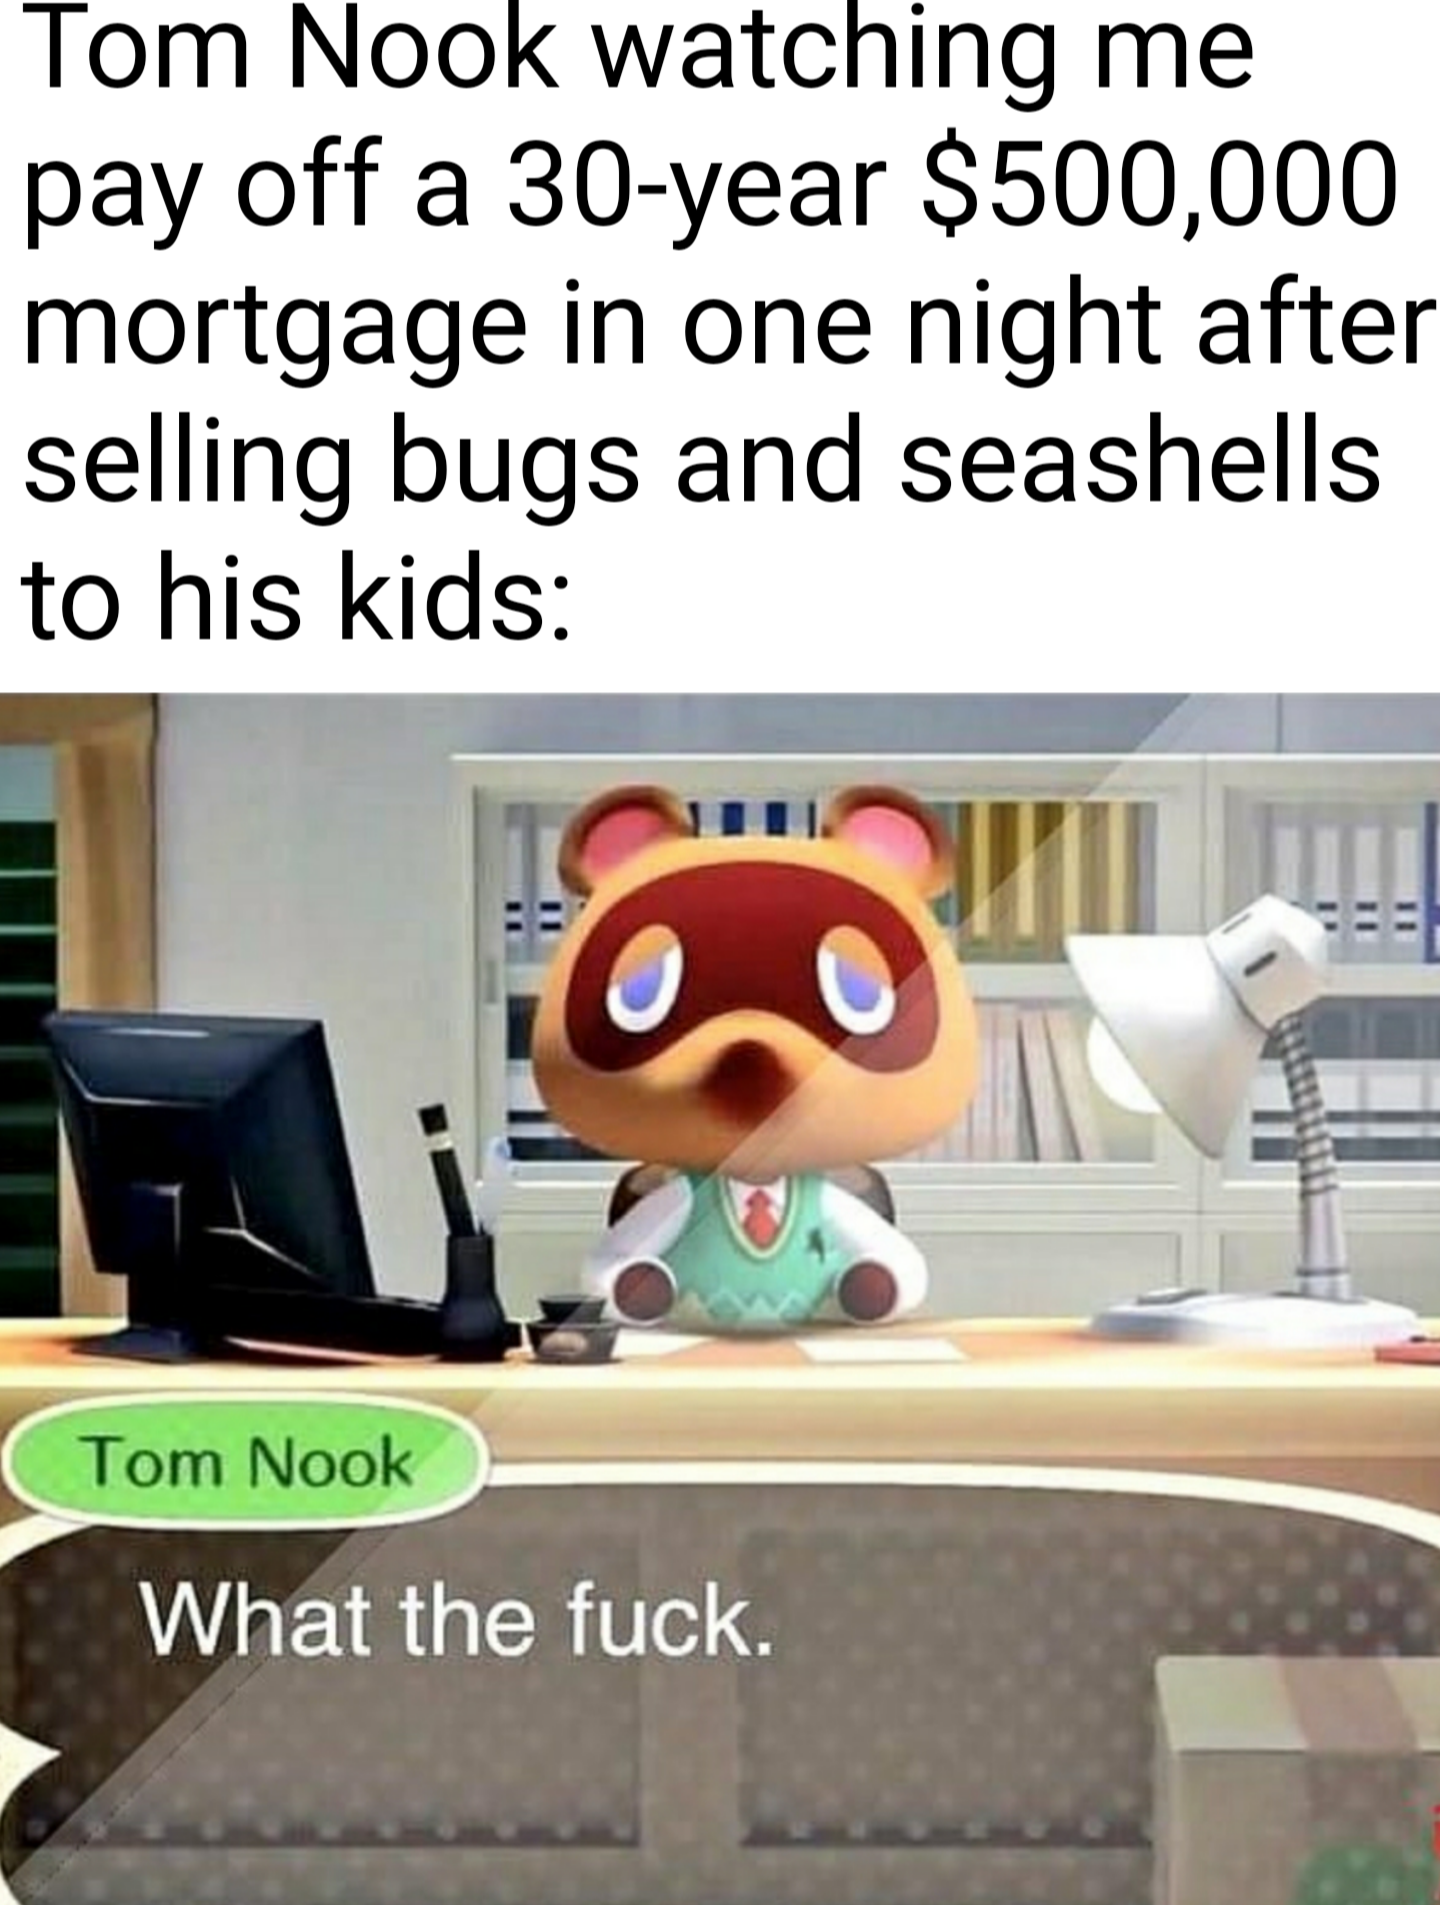 Tom Nook watching me
pay off a 30-year $500,000
mortgage in one night after
selling bugs and seashells
to his kids:
Tom Nook
What the fuck.